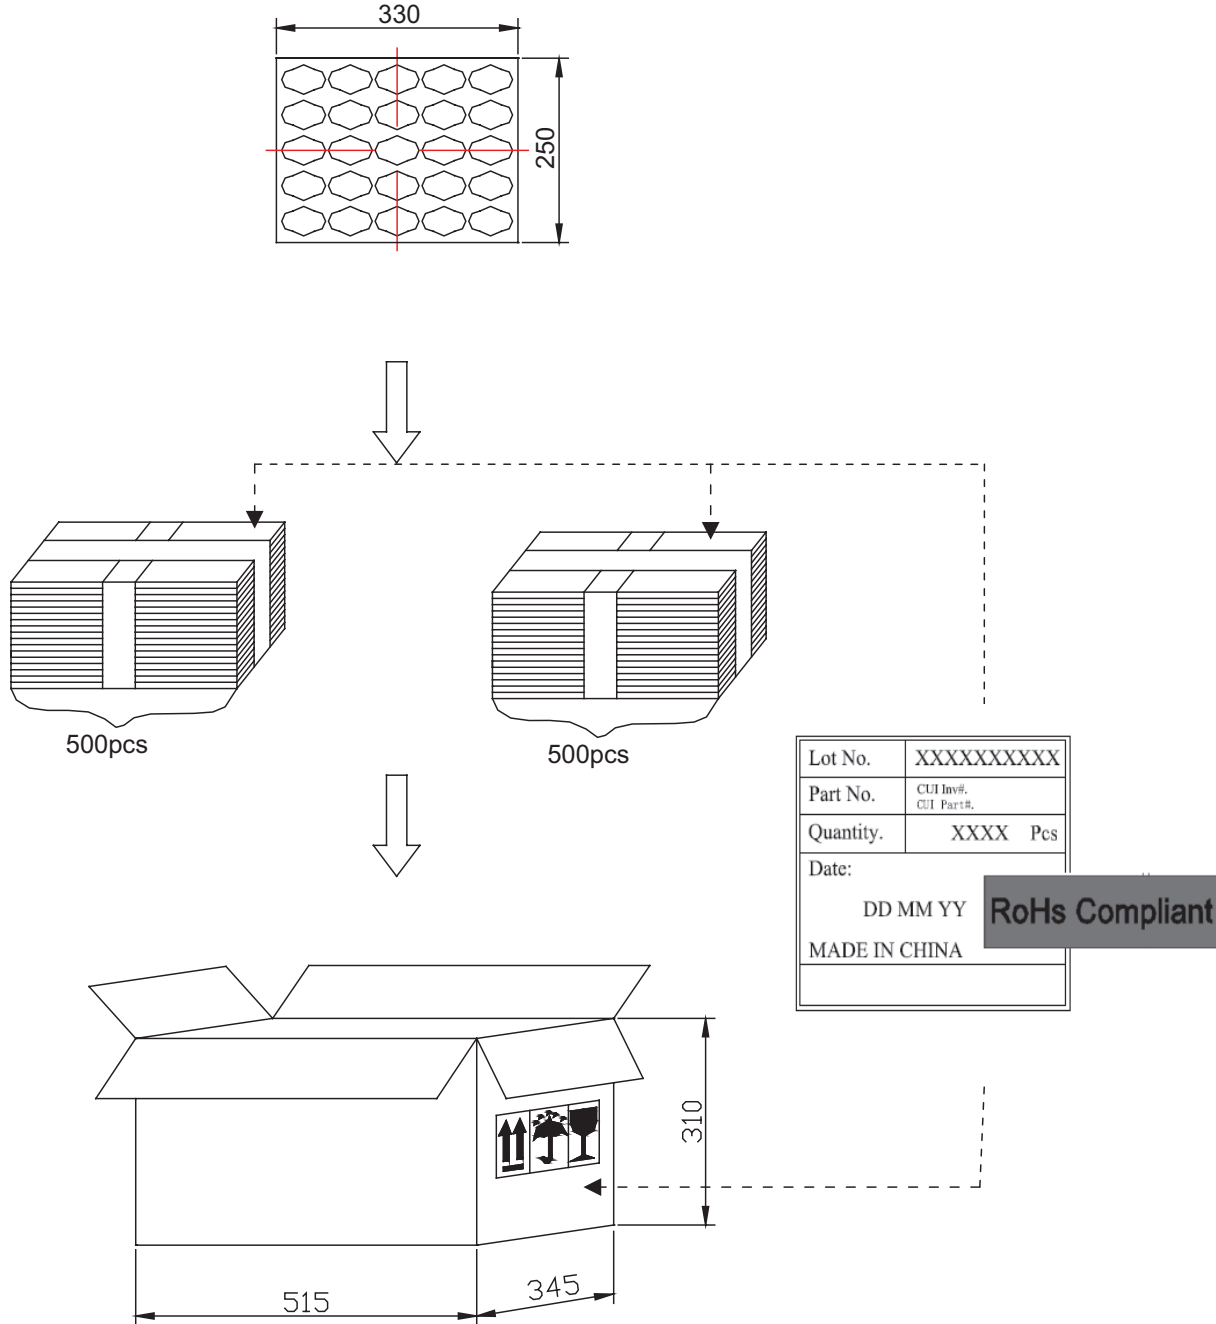 330
250
500pcs
500pcs
Lot No. XXXXXXXXXX
Part No. CUI Inv#.
CUI Part#.
Quantity. XXXX Pcs
Date:
DD MM YY
RoHs Compliant
MADE IN CHINA
310
345
515